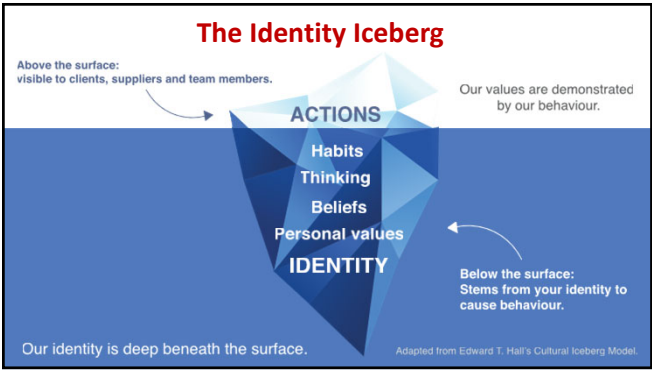 The Identity Iceberg
Above the surface:
visible to clients, suppliers and team members.
Our values are demonstrated
by our behaviour.
ACTIONS
Habits
Thinking
Beliefs
Personal values
IDENTITY
Below the surface:
Stems from your identity to
cause behaviour.
Our identity is deep beneath the surface.
Adapted from Edward T. Hall's Cultural Iceberg Model.